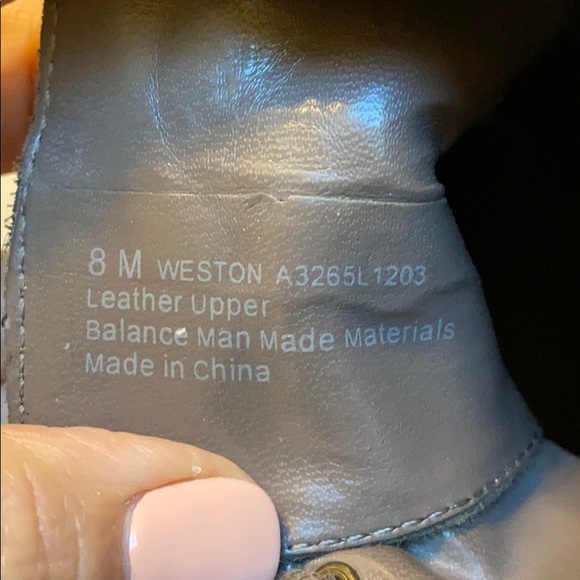 8 M WESTON A3265L1203
Leather Upper
Balance Man Made Materials
Made in China